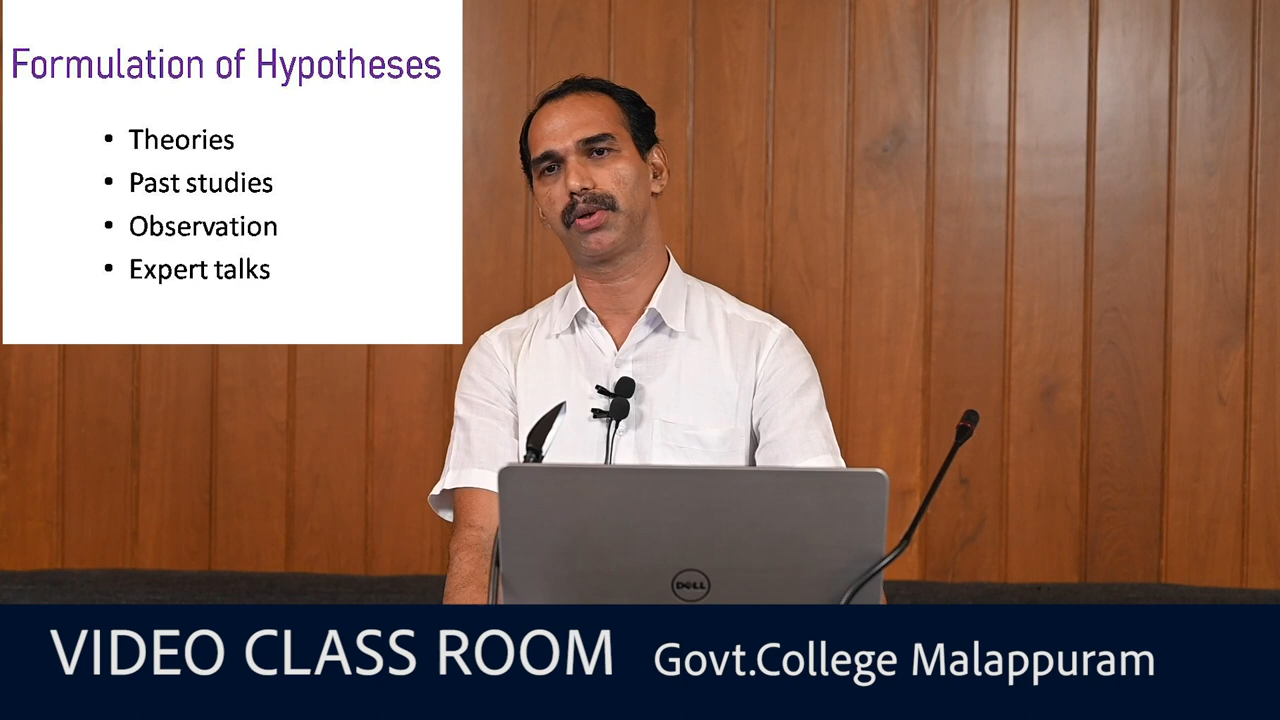 Formulation of Hypotheses
• Theories
• Past studies
• Observation
• Expert talks
DELL
VIDEO CLASS ROOM Govt.College Malappuram